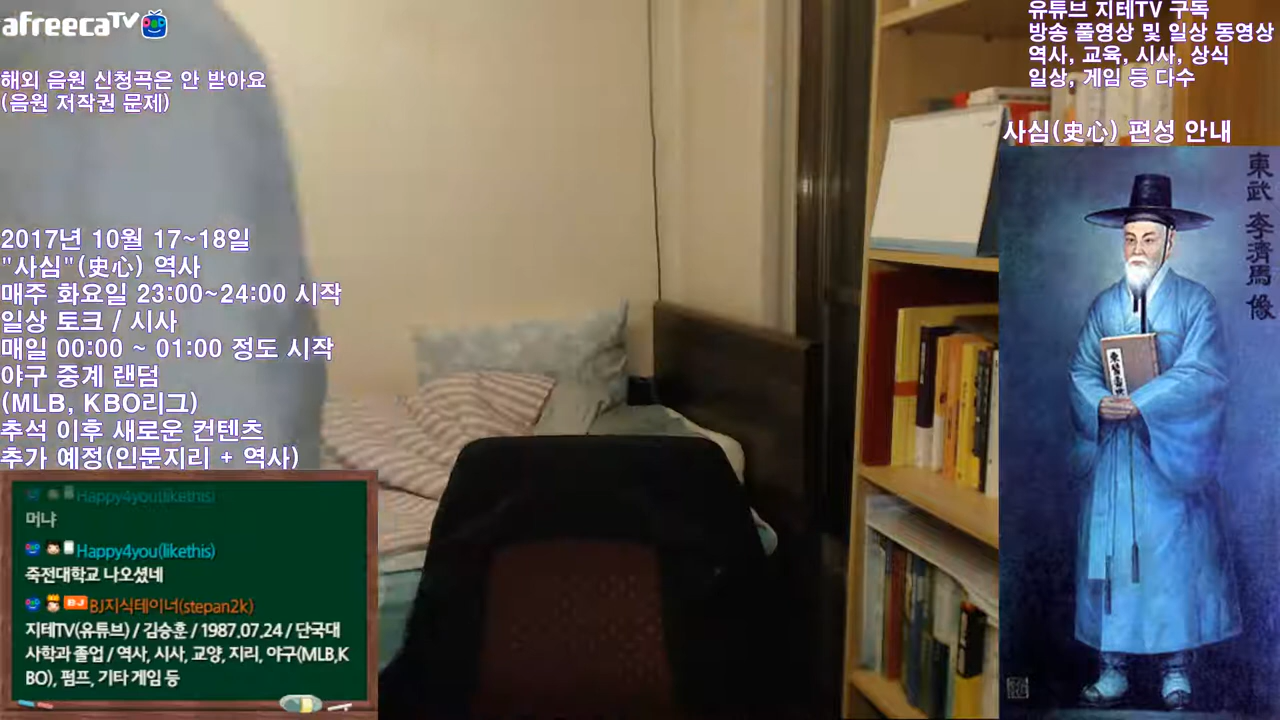 afreecaTV
해외 음원 신청곡은 안 받아요
(음원 저작권 문제)
2017년 10월 17~18일
"사심"(史心) 역사
매주 화요일 23:00~24:00 시작
일상 토크 / 시사
매일 00:00 ~ 01:00 정도 시작
야구 중계 랜덤
(MLB, KBO리그)
추석 이후 새로운 컨텐츠
추가 예정(인문지리 + 역사)
Happy4you(likethis)
머냐
Happy4you(likethis)
죽전대학교 나오셨네
BJ BJ지식테이너(stepan2k)
지테TV(유튜브) / 김승훈 / 1987.07.24 / 단국대
사학과 졸업 / 역사, 시사, 교양, 지리, 야구(MLB,K
BO), 펌프, 기타 게임 등
유튜브 지테TV 구독
방송 풀영상 및 일상 동영상
역사, 교육, 시사, 상식
일상, 게임 등 다수
사심(史心) 편성 안내
東武 李濟馬像